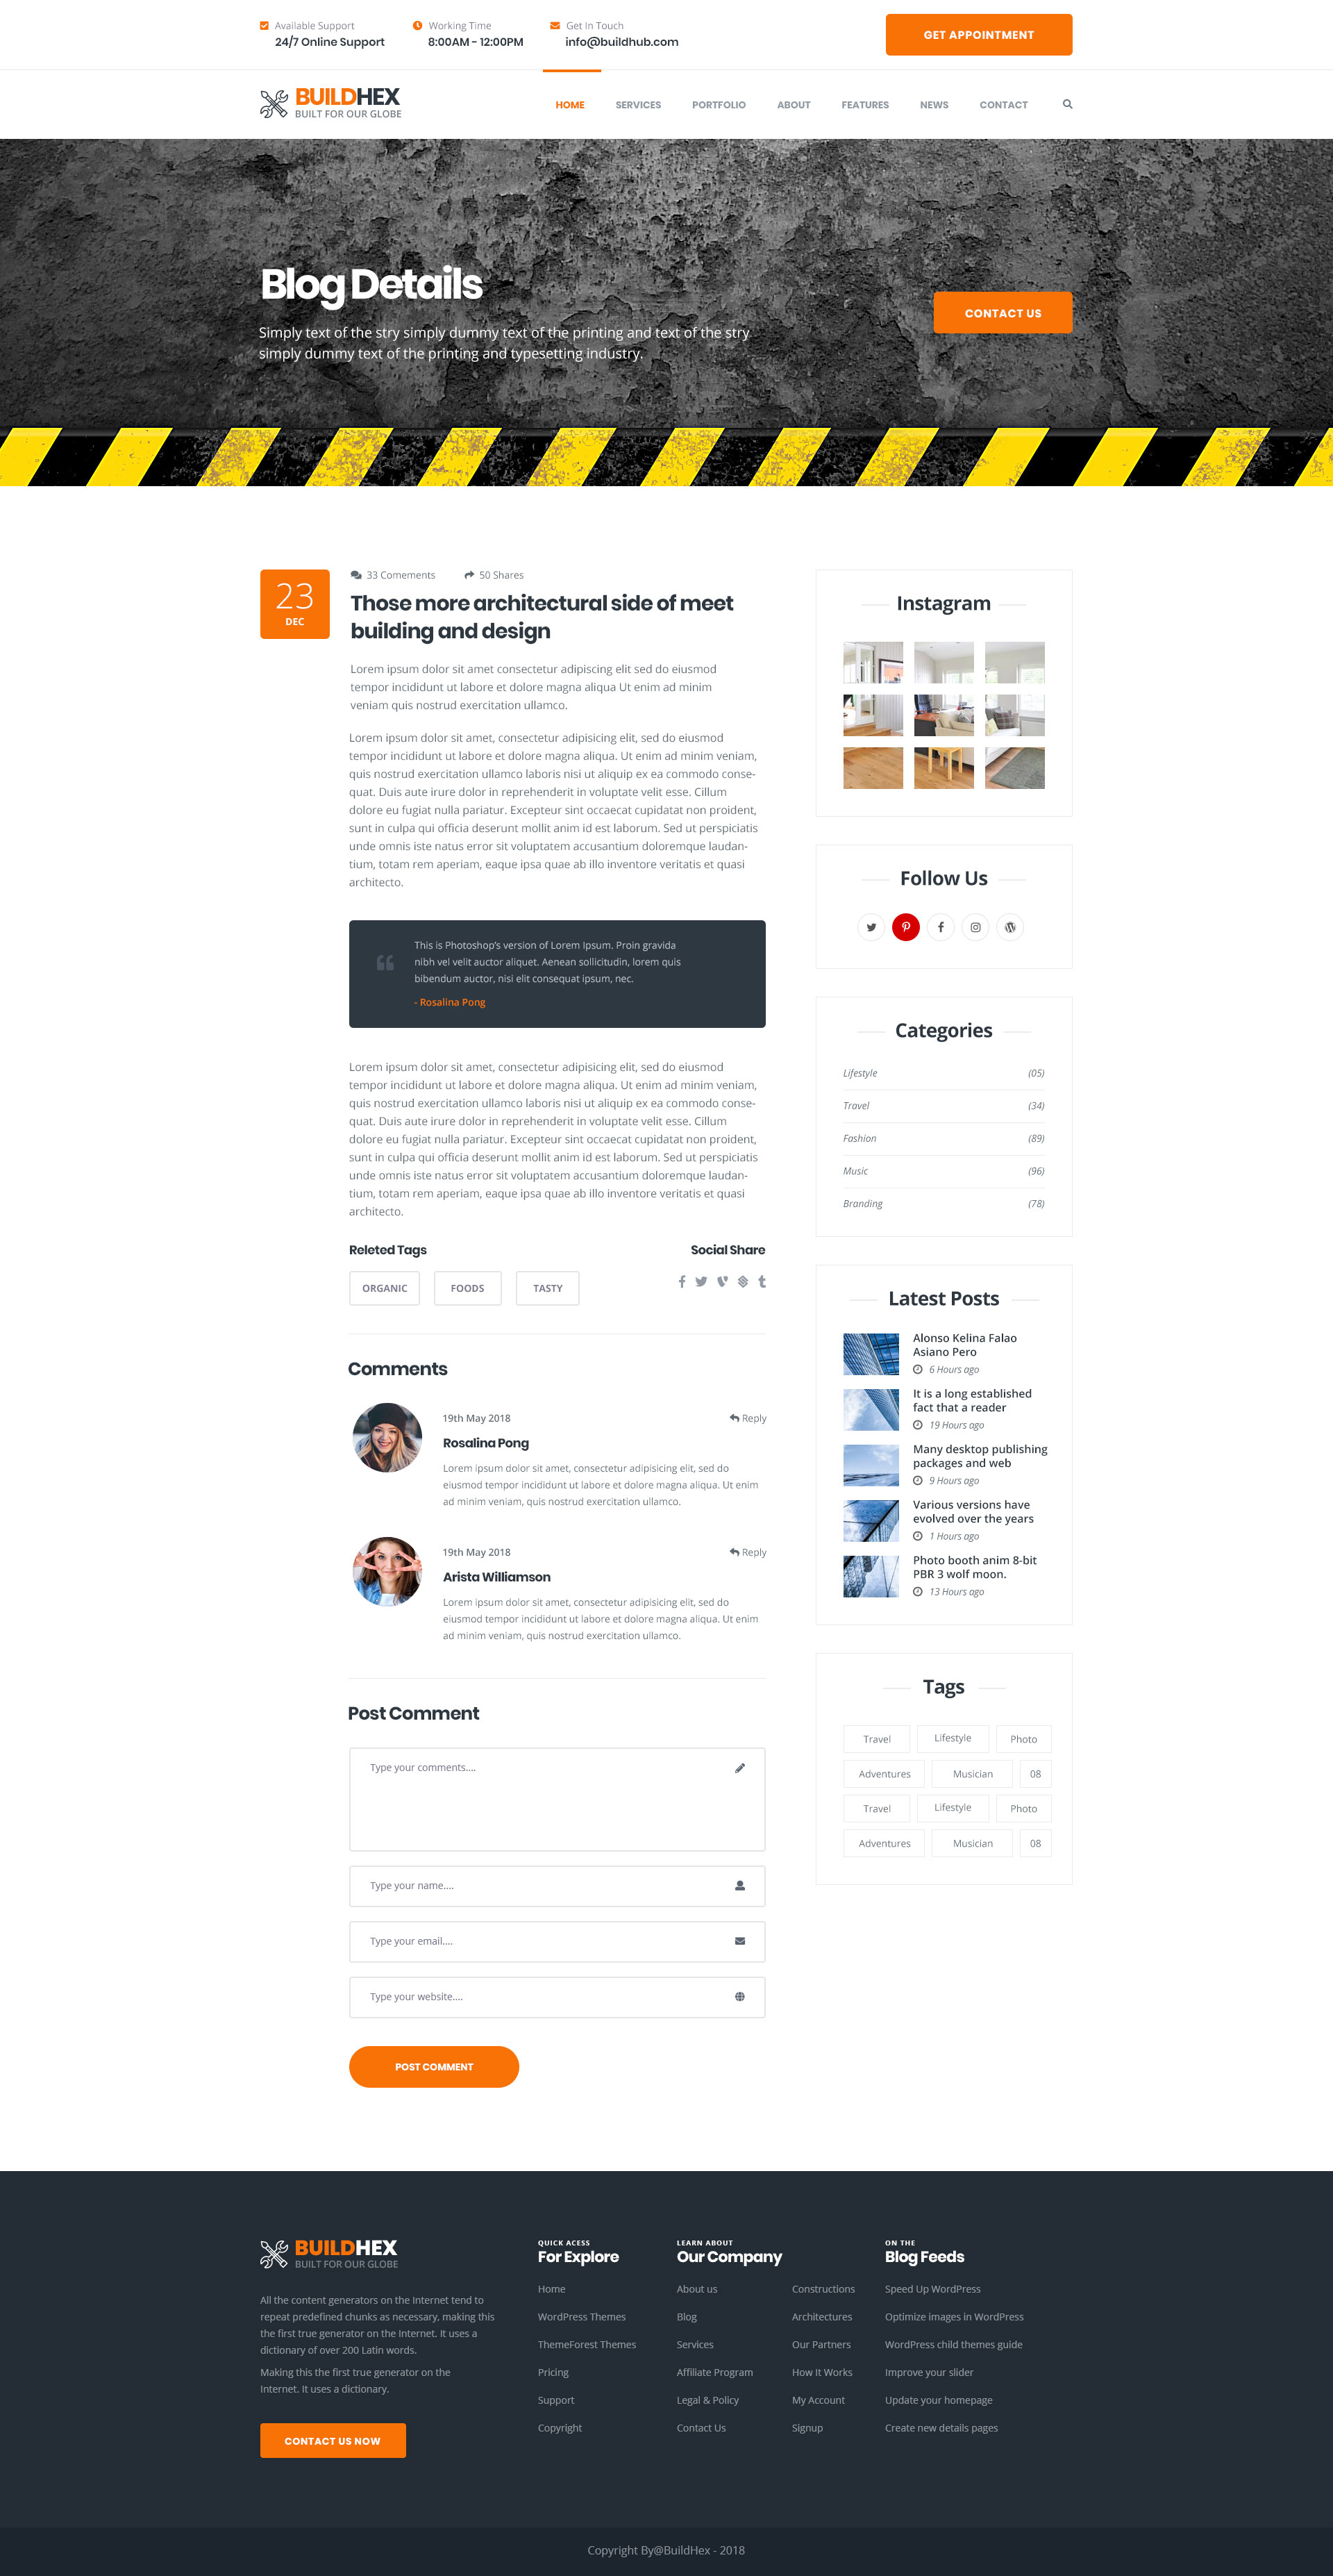 Available Support
24/7 Online Support
Working Time
8:00AM - 12:00PM
Get In Touch
info@buildhub.com
GET APPOINTMENT
BUILDHEX
BUILT FOR OUR GLOBE
HOME
SERVICES
PORTFOLIO
ABOUT
FEATURES
NEWS
CONTACT
Blog Details
Simply text of the stry simply dummy text of the printing and text of the stry
simply dummy text of the printing and typesetting industry.
CONTACT US
23
DEC
33 Comements
50 Shares
Those more architectural side of meet
building and design
Lorem ipsum dolor sit amet consectetur adipiscing elit sed do eiusmod
tempor incididunt ut labore et dolore magna aliqua Ut enim ad minim
veniam quis nostrud exercitation ullamco.
Lorem ipsum dolor sit amet, consectetur adipisicing elit, sed do eiusmod
tempor incididunt ut labore et dolore magna aliqua. Ut enim ad minim veniam,
quis nostrud exercitation ullamco laboris nisi ut aliquip ex ea commodo conse-
quat. Duis aute irure dolor in reprehenderit in voluptate velit esse. Cillum
dolore eu fugiat nulla pariatur. Excepteur sint occaecat cupidatat non proident,
sunt in culpa qui officia deserunt mollit anim id est laborum. Sed ut perspiciatis
unde omnis iste natus error sit voluptatem accusantium doloremque laudan-
tium, totam rem aperiam, eaque ipsa quae ab illo inventore veritatis et quasi
architecto.
This is Photoshop's version of Lorem Ipsum. Proin gravida
nibh vel velit auctor aliquet. Aenean sollicitudin, lorem quis
bibendum auctor, nisi elit consequat ipsum, nec.
- Rosalina Pong
Lorem ipsum dolor sit amet, consectetur adipisicing elit, sed do eiusmod
tempor incididunt ut labore et dolore magna aliqua. Ut enim ad minim veniam,
quis nostrud exercitation ullamco laboris nisi ut aliquip ex ea commodo conse-
quat. Duis aute irure dolor in reprehenderit in voluptate velit esse. Cillum
dolore eu fugiat nulla pariatur. Excepteur sint occaecat cupidatat non proident,
sunt in culpa qui officia deserunt mollit anim id est laborum. Sed ut perspiciatis
unde omnis iste natus error sit voluptatem accusantium doloremque laudan-
tium, totam rem aperiam, eaque ipsa quae ab illo inventore veritatis et quasi
architecto.
Releted Tags
ORGANIC
FOODS
TASTY
Social Share
Comments
19th May 2018
Reply
Rosalina Pong
Lorem ipsum dolor sit amet, consectetur adipisicing elit, sed do
eiusmod tempor incididunt ut labore et dolore magna aliqua. Ut enim
ad minim veniam, quis nostrud exercitation ullamco.
19th May 2018
Reply
Arista Williamson
Lorem ipsum dolor sit amet, consectetur adipisicing elit, sed do
eiusmod tempor incididunt ut labore et dolore magna aliqua. Ut enim
ad minim veniam, quis nostrud exercitation ullamco.
Post Comment
Type your comments....
Type your name....
Type your email....
Type your website....
POST COMMENT
Instagram
Follow Us
Categories
Lifestyle (05)
Travel (34)
Fashion (89)
Music (96)
Branding (78)
Latest Posts
Alonso Kelina Falao
Asiano Pero
6 Hours ago
It is a long established
fact that a reader
19 Hours ago
Many desktop publishing
packages and web
9 Hours ago
Various versions have
evolved over the years
1 Hours ago
Photo booth anim 8-bit
PBR 3 wolf moon.
13 Hours ago
Tags
Travel Lifestyle Photo
Adventures Musician 08
Travel Lifestyle Photo
Adventures Musician 08
BUILDHEX
BUILT FOR OUR GLOBE
All the content generators on the Internet tend to
repeat predefined chunks as necessary, making this
the first true generator on the Internet. It uses a
dictionary of over 200 Latin words.
Making this the first true generator on the
Internet. It uses a dictionary.
CONTACT US NOW
QUICK ACESS
For Explore
Home
WordPress Themes
ThemeForest Themes
Pricing
Support
Copyright
LEARN ABOUT
Our Company
About us
Blog
Services
Affiliate Program
Legal & Policy
Contact Us
Constructions
Architectures
Our Partners
How It Works
My Account
Signup
ON THE
Blog Feeds
Speed Up WordPress
Optimize images in WordPress
WordPress child themes guide
Improve your slider
Update your homepage
Create new details pages
Copyright By@BuildHex - 2018